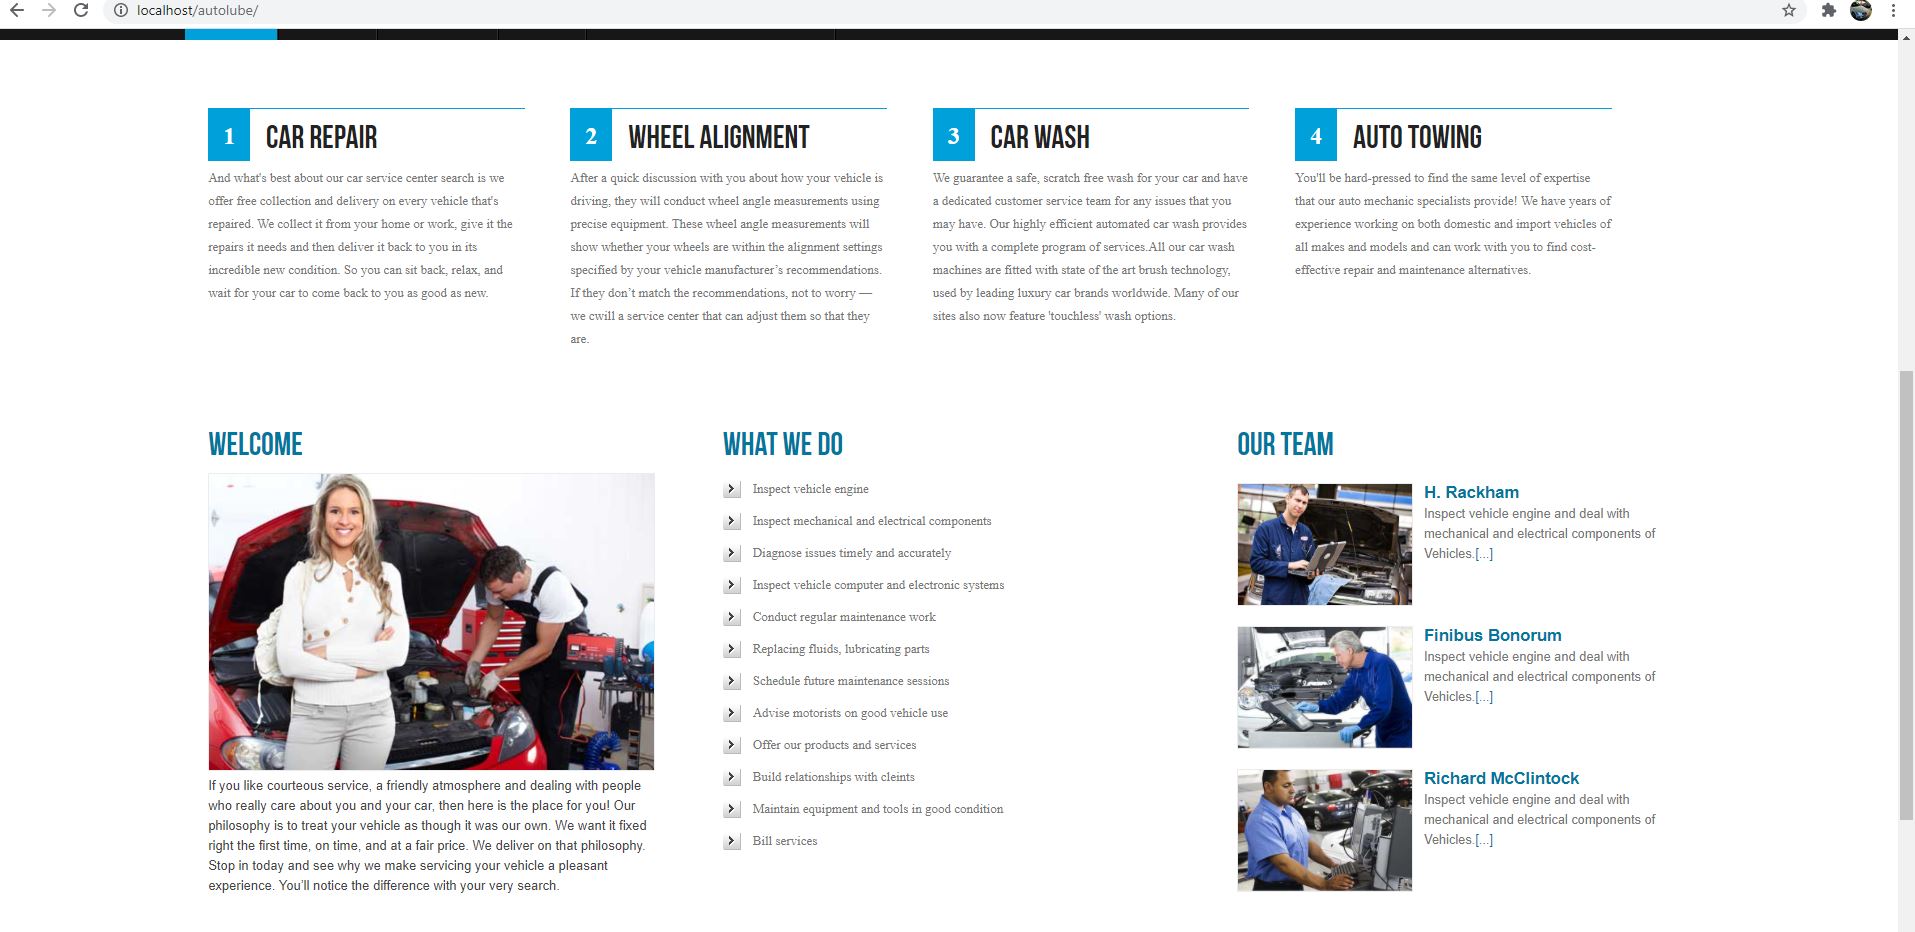 localhost/autolube/
1 CAR REPAIR
And what's best about our car service center search is we
offer free collection and delivery on every vehicle that's
repaired. We collect it from your home or work, give it the
repairs it needs and then deliver it back to you in its
incredible new condition. So you can sit back, relax, and
wait for your car to come back to you as good as new.
2 WHEEL ALIGNMENT
After a quick discussion with you about how your vehicle is
driving, they will conduct wheel angle measurements using
precise equipment. These wheel angle measurements will
show whether your wheels are within the alignment settings
specified by your vehicle manufacturer’s recommendations.
If they don’t match the recommendations, not to worry —
we cwill a service center that can adjust them so that they
are.
3 CAR WASH
We guarantee a safe, scratch free wash for your car and have
a dedicated customer service team for any issues that you
may have. Our highly efficient automated car wash provides
you with a complete program of services.All our car wash
machines are fitted with state of the art brush technology,
used by leading luxury car brands worldwide. Many of our
sites also now feature 'touchless' wash options.
4 AUTO TOWING
You'll be hard-pressed to find the same level of expertise
that our auto mechanic specialists provide! We have years of
experience working on both domestic and import vehicles of
all makes and models and can work with you to find cost-
effective repair and maintenance alternatives.
WELCOME
If you like courteous service, a friendly atmosphere and dealing with people
who really care about you and your car, then here is the place for you! Our
philosophy is to treat your vehicle as though it was our own. We want it fixed
right the first time, on time, and at a fair price. We deliver on that philosophy.
Stop in today and see why we make servicing your vehicle a pleasant
experience. You’ll notice the difference with your very search.
WHAT WE DO
Inspect vehicle engine
Inspect mechanical and electrical components
Diagnose issues timely and accurately
Inspect vehicle computer and electronic systems
Conduct regular maintenance work
Replacing fluids, lubricating parts
Schedule future maintenance sessions
Advise motorists on good vehicle use
Offer our products and services
Build relationships with cleints
Maintain equipment and tools in good condition
Bill services
OUR TEAM
H. Rackham
Inspect vehicle engine and deal with
mechanical and electrical components of
Vehicles.[...]
Finibus Bonorum
Inspect vehicle engine and deal with
mechanical and electrical components of
Vehicles.[...]
Richard McClintock
Inspect vehicle engine and deal with
mechanical and electrical components of
Vehicles.[...]